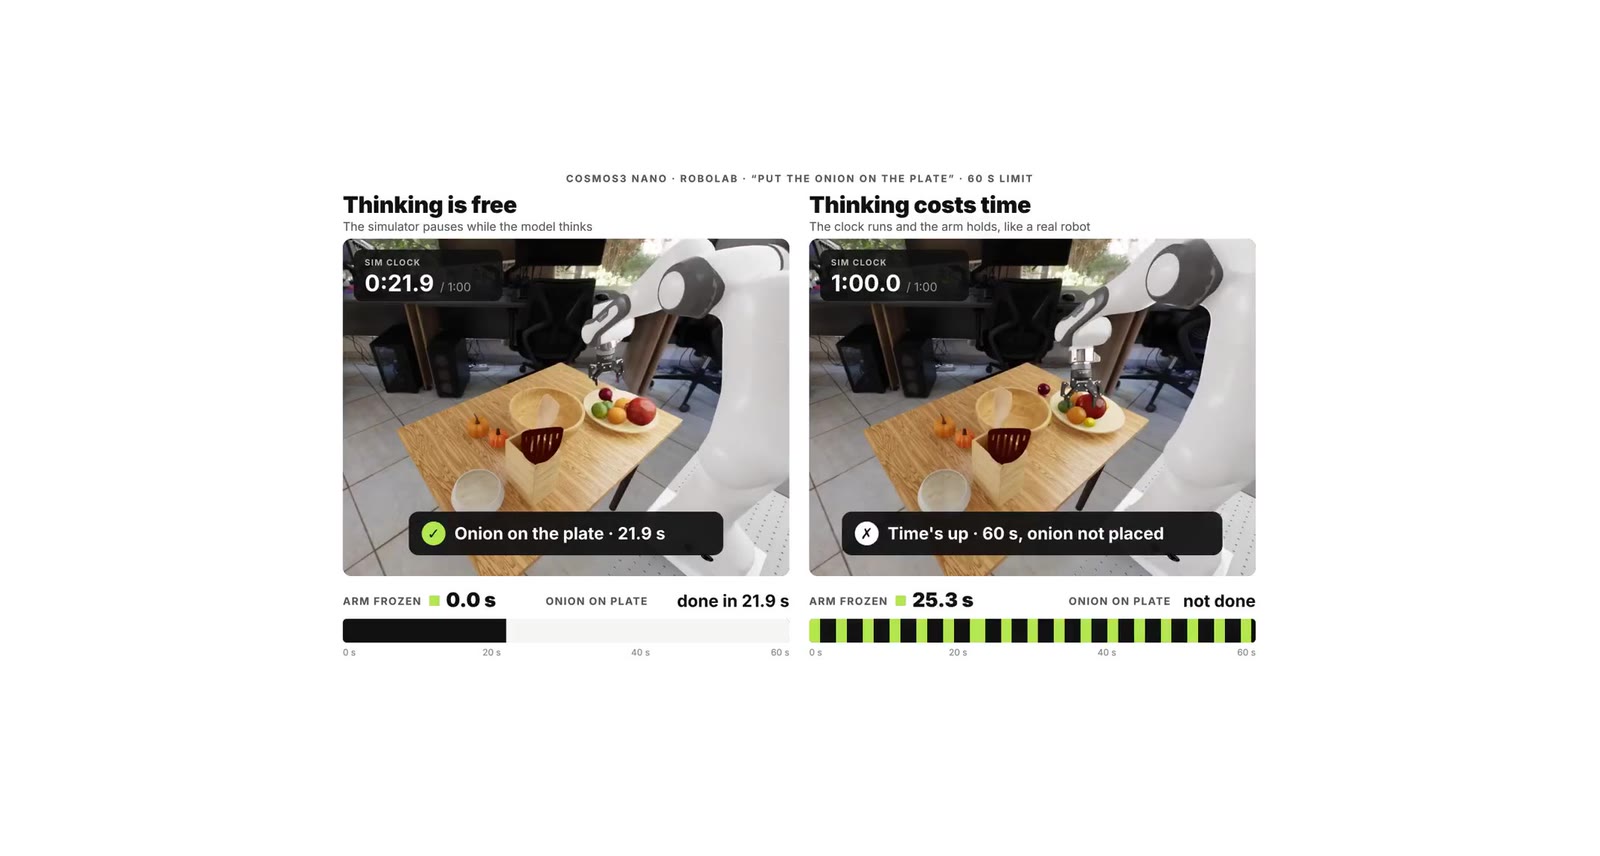 COSMOS3 NANO · ROBOLAB · “PUT THE ONION ON THE PLATE” · 60 S LIMIT
Thinking is free
The simulator pauses while the model thinks
SIM CLOCK
0:21.9 / 1:00
✓ Onion on the plate · 21.9 s
ARM FROZEN 0.0 s ONION ON PLATE done in 21.9 s
0 s 20 s 40 s 60 s
Thinking costs time
The clock runs and the arm holds, like a real robot
SIM CLOCK
1:00.0 / 1:00
✗ Time's up · 60 s, onion not placed
ARM FROZEN 25.3 s ONION ON PLATE not done
0 s 20 s 40 s 60 s